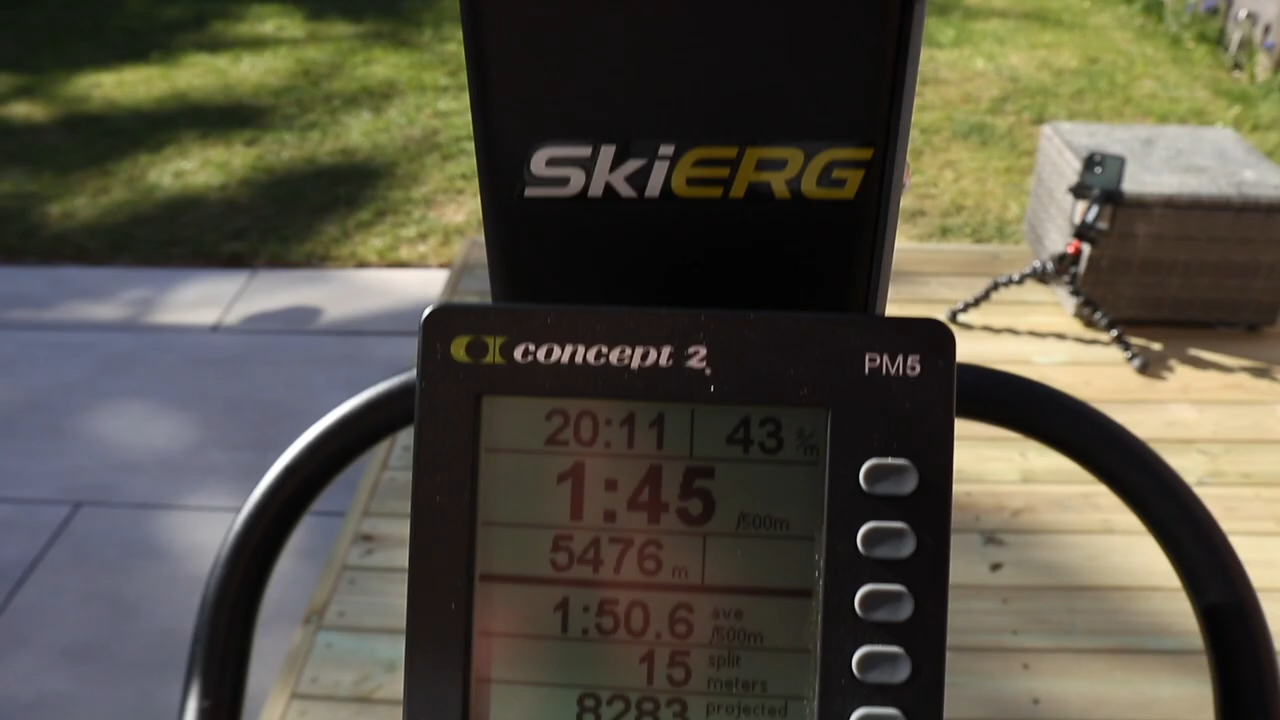 SkiERG
concept 2
PM5
20:11 43 s/m
1:45 /500m
5476 m
1:50.6 ave /500m
15 split meters
8283 projected